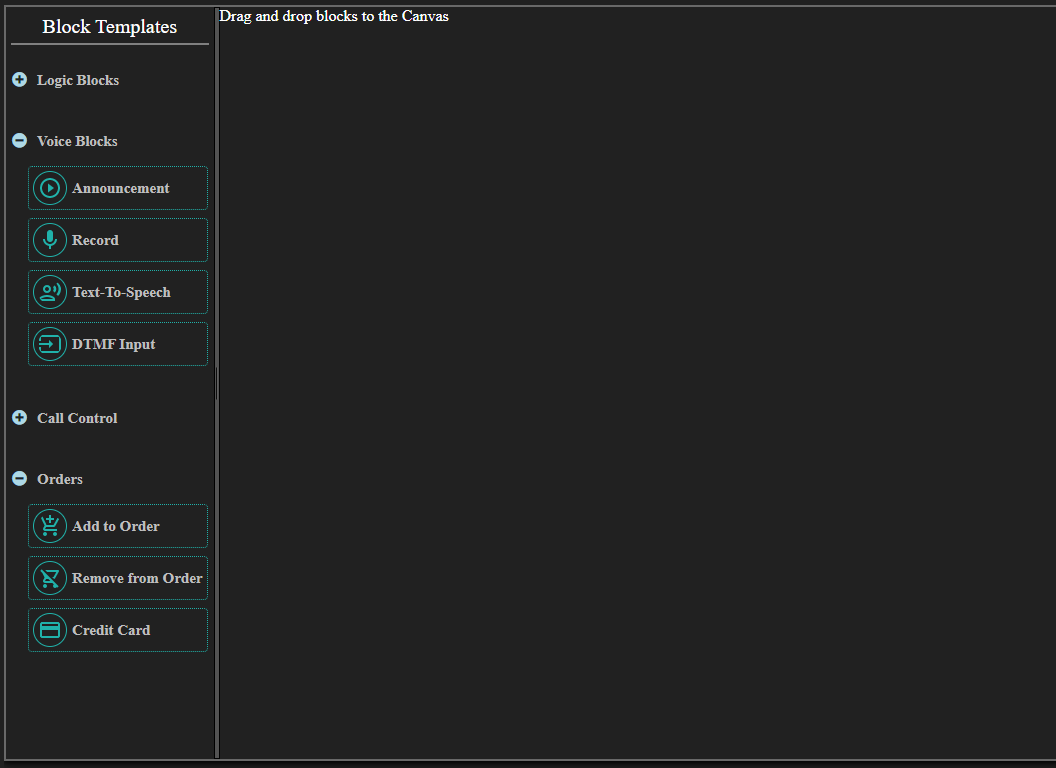 Block Templates
Drag and drop blocks to the Canvas
Logic Blocks
Voice Blocks
Announcement
Record
Text-To-Speech
DTMF Input
Call Control
Orders
Add to Order
Remove from Order
Credit Card